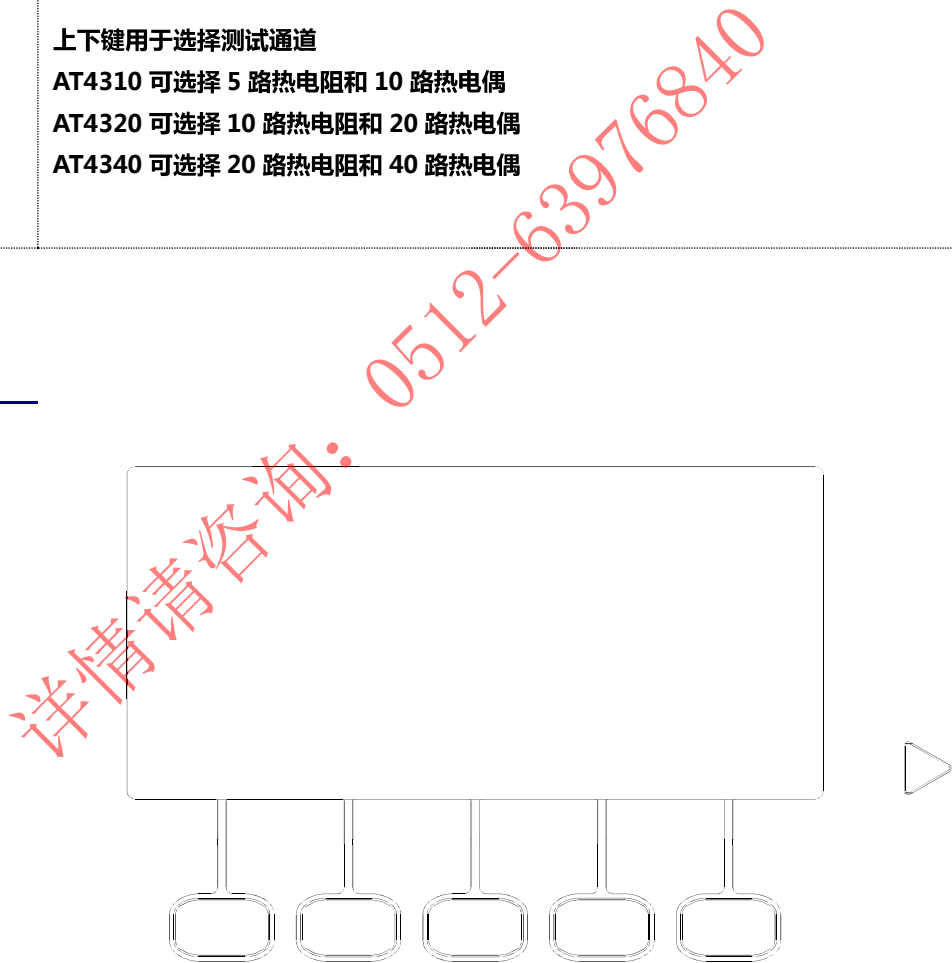 上下键用于选择测试通道
AT4310 可选择 5 路热电阻和 10 路热电偶
AT4320 可选择 10 路热电阻和 20 路热电偶
AT4340 可选择 20 路热电阻和 40 路热电偶
详情请咨询：0512-63976840